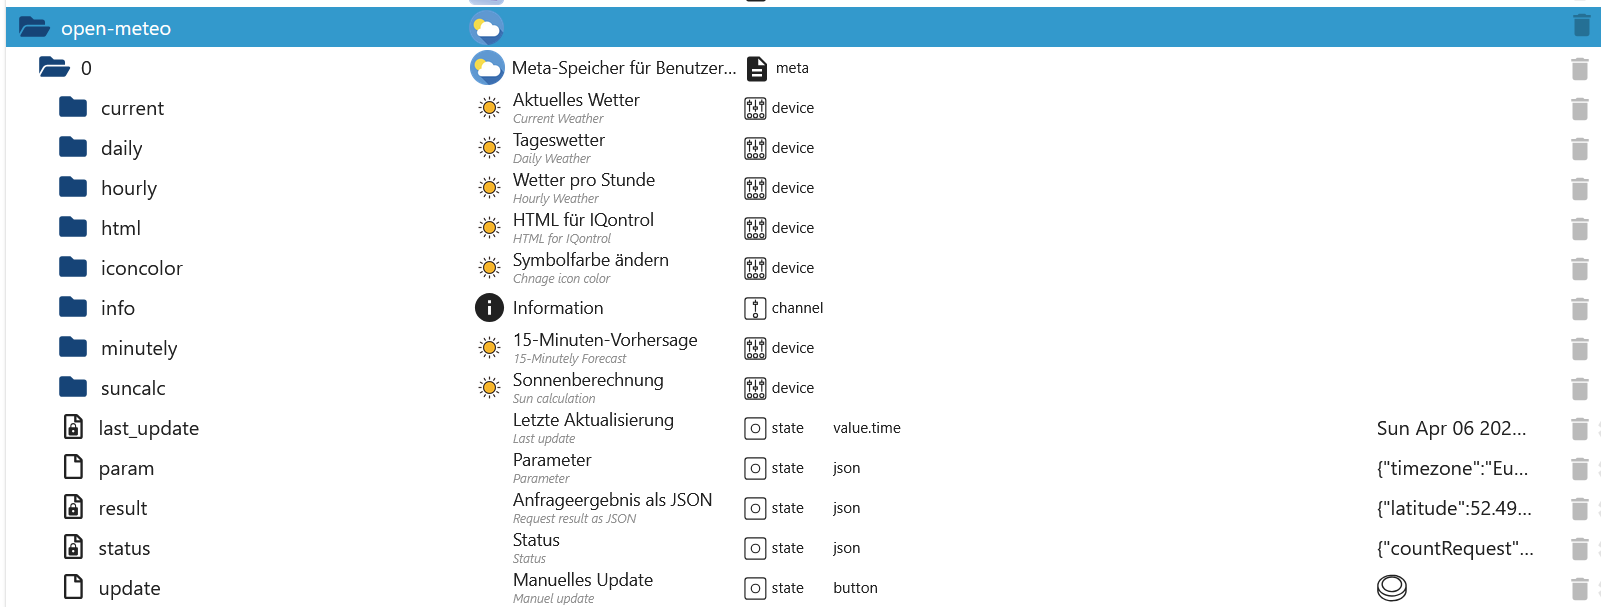 open-meteo
0 Meta-Speicher für Benutzer... meta
current Aktuelles Wetter device
Current Weather
daily Tageswetter device
Daily Weather
hourly Wetter pro Stunde device
Hourly Weather
html HTML für IQontrol device
HTML for IQontrol
iconcolor Symbolfarbe ändern device
Chnage icon color
info Information channel
minutely 15-Minuten-Vorhersage device
15-Minutely Forecast
suncalc Sonnenberechnung device
Sun calculation
last_update Letzte Aktualisierung state value.time Sun Apr 06 202...
Last update
param Parameter state json {"timezone":"Eu...
Parameter
result Anfrageergebnis als JSON state json {"latitude":52.49...
Request result as JSON
status Status state json {"countRequest"...
Status
update Manuelles Update state button
Manuel update